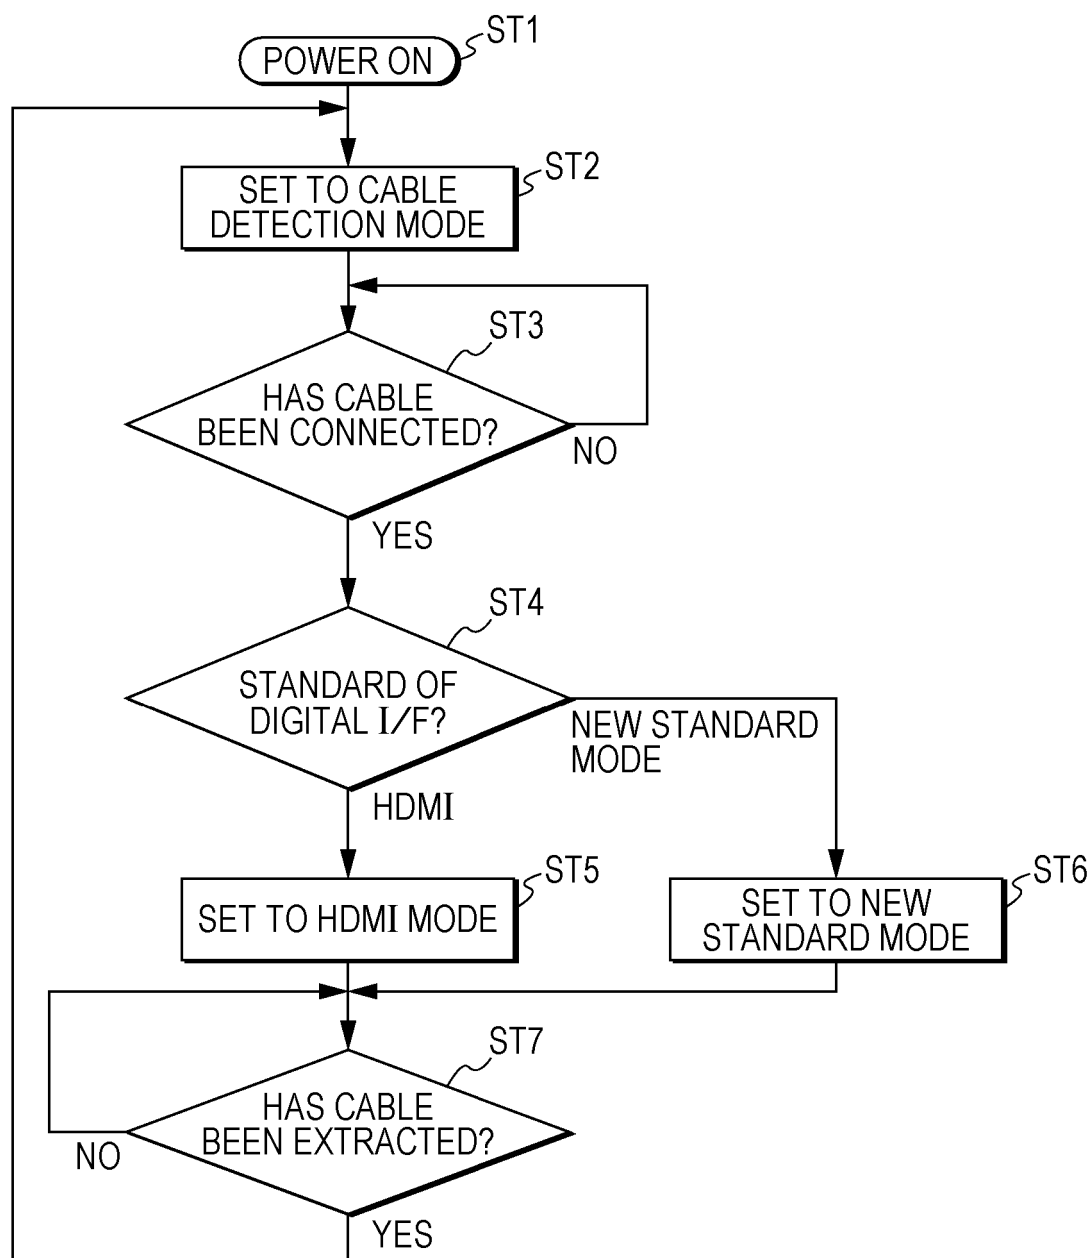 POWER ON
ST1
SET TO CABLE
DETECTION MODE
ST2
HAS CABLE
BEEN CONNECTED?
ST3
NO
YES
STANDARD OF
DIGITAL I/F?
ST4
NEW STANDARD
MODE
HDMI
SET TO HDMI MODE
ST5
SET TO NEW
STANDARD MODE
ST6
HAS CABLE
BEEN EXTRACTED?
ST7
NO
YES